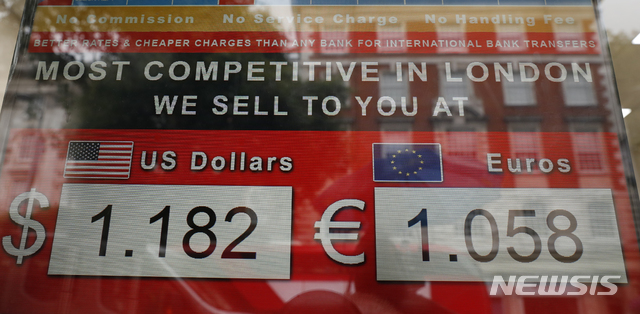 No Commission No Service Charge No Handling Fee
BETTER RATES & CHEAPER CHARGES THAN ANY BANK FOR INTERNATIONAL BANK TRANSFERS
MOST COMPETITIVE IN LONDON
WE SELL TO YOU AT
US Dollars Euros
$ 1.182 € 1.058
NEWSIS